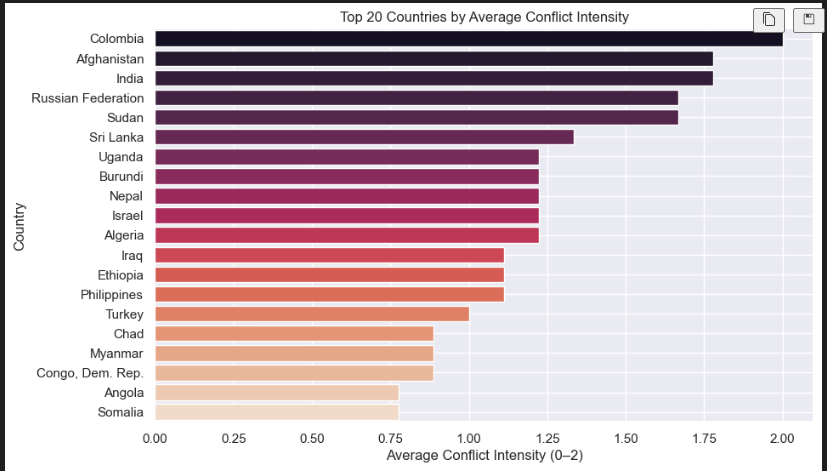 Top 20 Countries by Average Conflict Intensity
Colombia
Afghanistan
India
Russian Federation
Sudan
Sri Lanka
Uganda
Burundi
Nepal
Israel
Algeria
Iraq
Ethiopia
Philippines
Turkey
Chad
Myanmar
Congo, Dem. Rep.
Angola
Somalia
Country
0.00 0.25 0.50 0.75 1.00 1.25 1.50 1.75 2.00
Average Conflict Intensity (0–2)